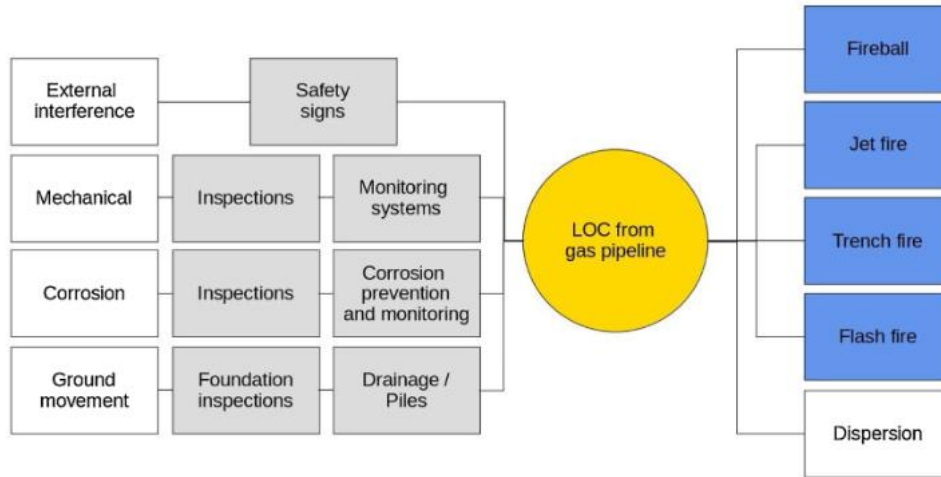 External
interference
Safety
signs
Mechanical
Inspections
Monitoring
systems
Corrosion
Inspections
Corrosion
prevention
and monitoring
Ground
movement
Foundation
inspections
Drainage /
Piles
LOC from
gas pipeline
Fireball
Jet fire
Trench fire
Flash fire
Dispersion